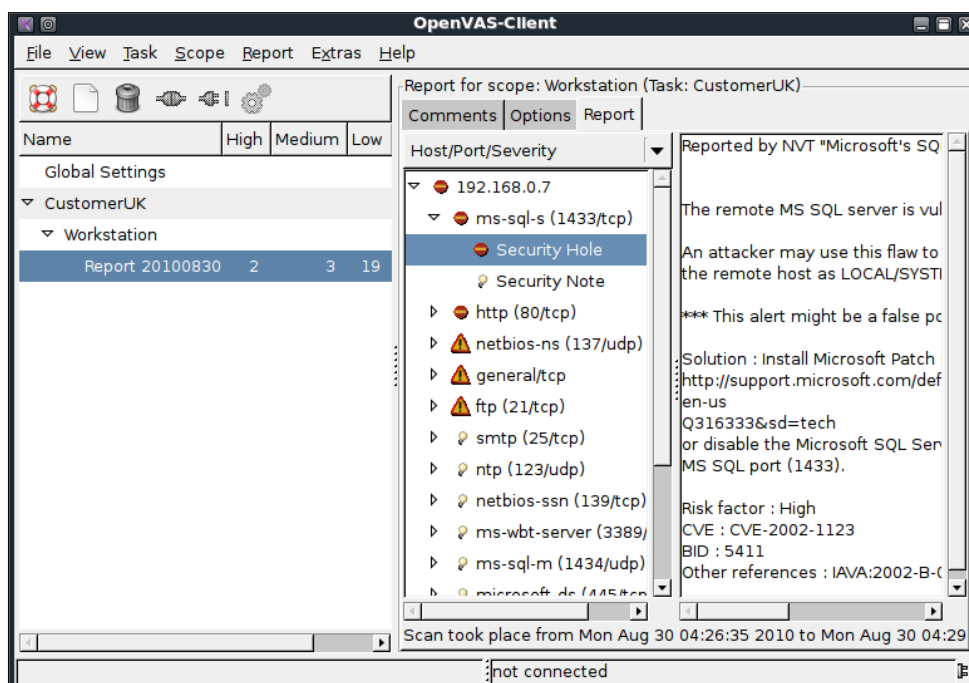 OpenVAS-Client
File View Task Scope Report Extras Help
Name High Medium Low
Global Settings
CustomerUK
Workstation
Report 20100830 2 3 19
Report for scope: Workstation (Task: CustomerUK)
Comments Options Report
Host/Port/Severity
192.168.0.7
ms-sql-s (1433/tcp)
Security Hole
Security Note
http (80/tcp)
netbios-ns (137/udp)
general/tcp
ftp (21/tcp)
smtp (25/tcp)
ntp (123/udp)
netbios-ssn (139/tcp)
ms-wbt-server (3389/
ms-sql-m (1434/udp)
microsoft-ds (445/tcp
Reported by NVT "Microsoft's SQ
The remote MS SQL server is vul
An attacker may use this flaw to
the remote host as LOCAL/SYSTE
*** This alert might be a false po
Solution : Install Microsoft Patch
http://support.microsoft.com/def
en-us
Q316333&sd=tech
or disable the Microsoft SQL Ser
MS SQL port (1433).
Risk factor : High
CVE : CVE-2002-1123
BID : 5411
Other references : IAVA:2002-B-0
Scan took place from Mon Aug 30 04:26:35 2010 to Mon Aug 30 04:29
not connected